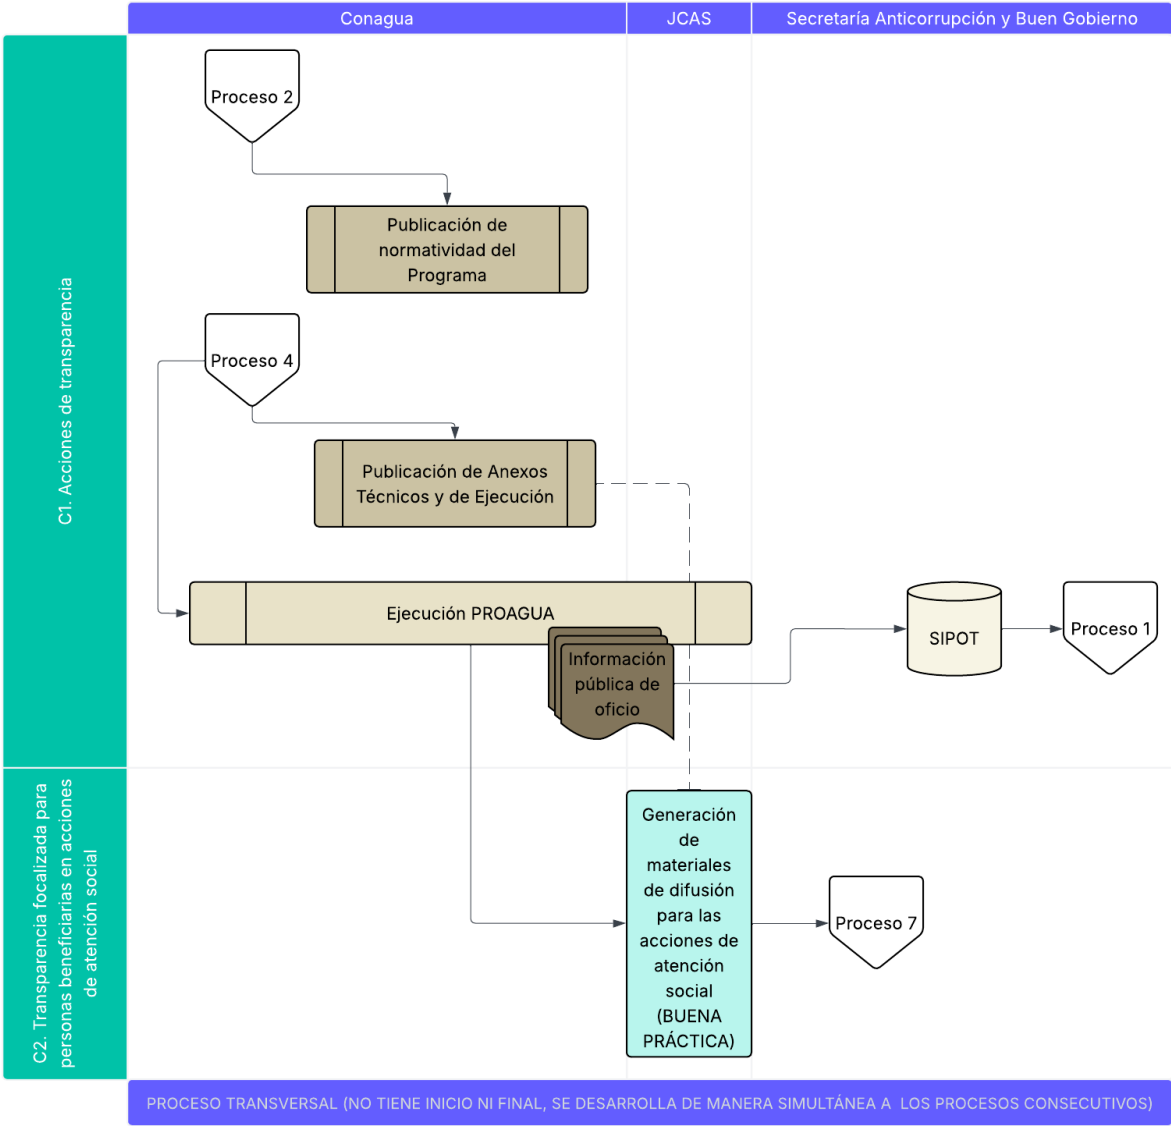 Conagua
JCAS
Secretaría Anticorrupción y Buen Gobierno
C1. Acciones de transparencia
Proceso 2
Publicación de
normatividad del
Programa
Proceso 4
Publicación de Anexos
Técnicos y de Ejecución
Ejecución PROAGUA
Información
pública de
oficio
SIPOT
Proceso 1
C2. Transparencia focalizada para
personas beneficiarias en acciones
de atención social
Generación
de
materiales
de difusión
para las
acciones de
atención
social
(BUENA
PRÁCTICA)
Proceso 7
PROCESO TRANSVERSAL (NO TIENE INICIO NI FINAL, SE DESARROLLA DE MANERA SIMULTÁNEA A  LOS PROCESOS CONSECUTIVOS)